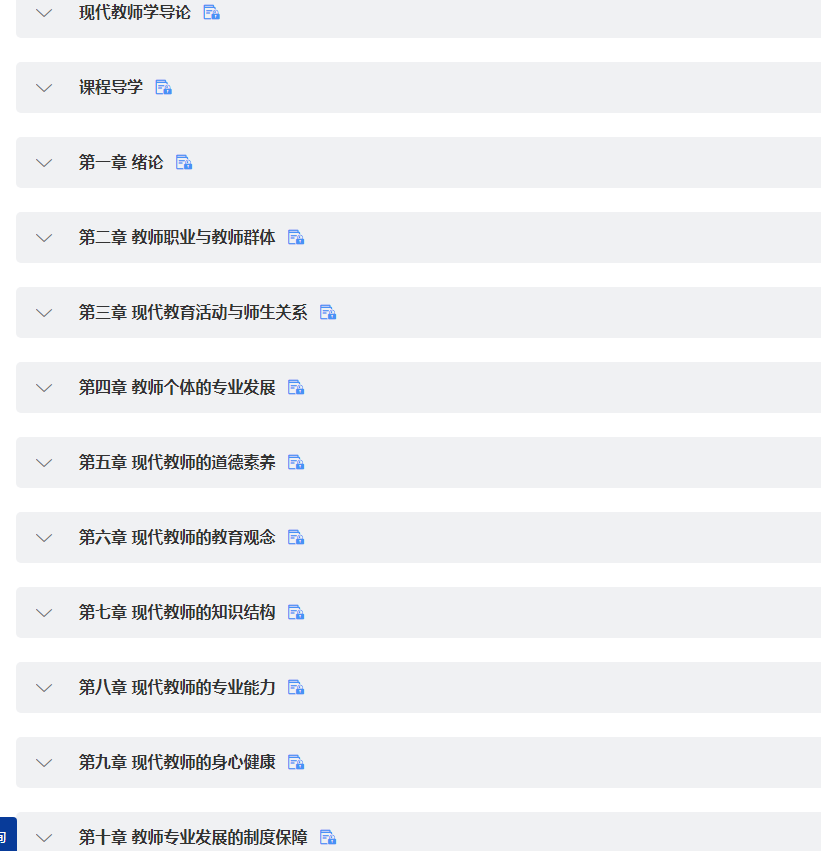 现代教师学导论
课程导学
第一章 绪论
第二章 教师职业与教师群体
第三章 现代教育活动与师生关系
第四章 教师个体的专业发展
第五章 现代教师的道德素养
第六章 现代教师的教育观念
第七章 现代教师的知识结构
第八章 现代教师的专业能力
第九章 现代教师的身心健康
第十章 教师专业发展的制度保障